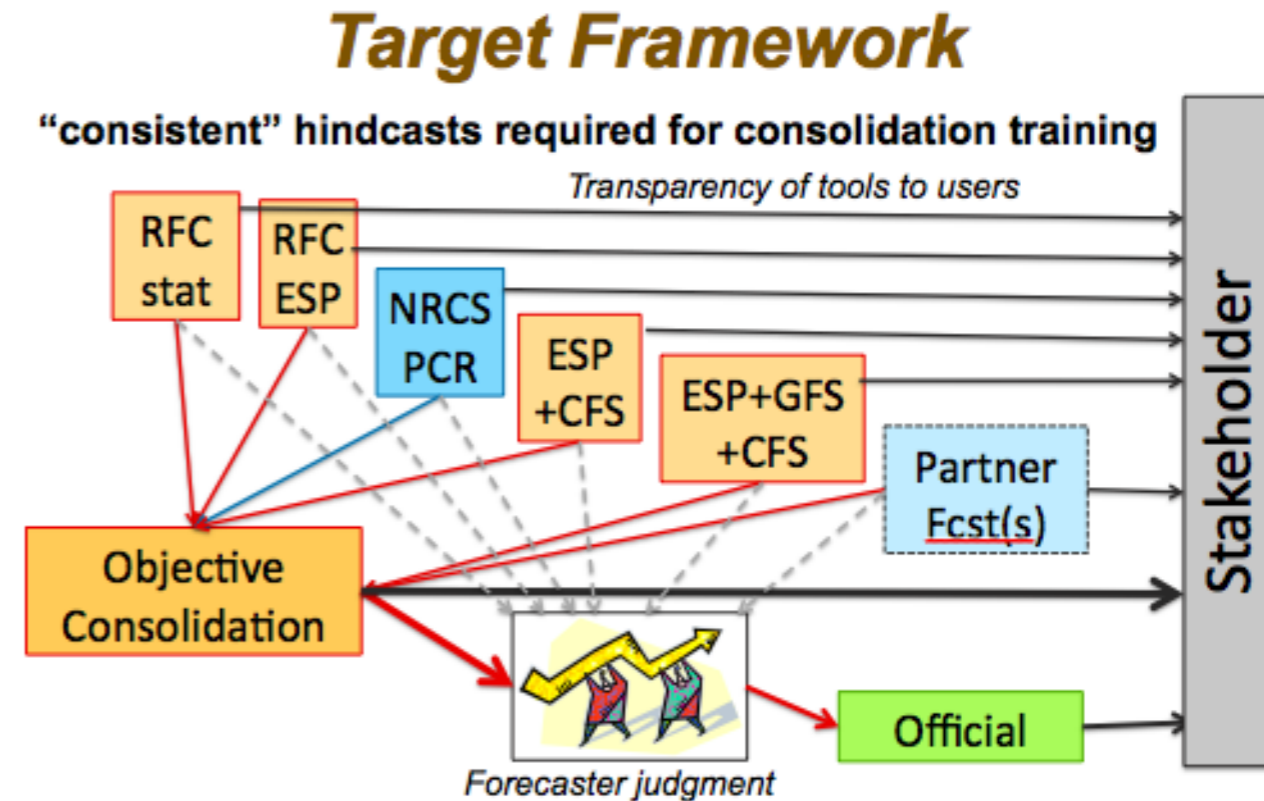 Target Framework
“consistent” hindcasts required for consolidation training
Transparency of tools to users
RFC
stat
RFC
ESP
NRCS
PCR
ESP
+CFS
ESP+GFS
+CFS
Partner
Fcst(s)
Stakeholder
Objective
Consolidation
Official
Forecaster judgment